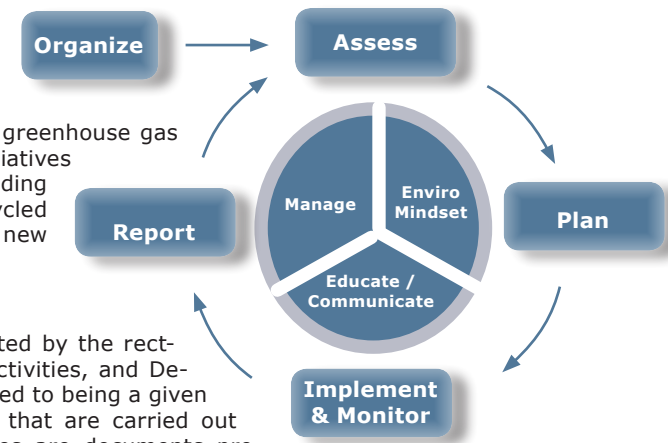 Organize
Assess
greenhouse gas
iatives
ding
ycled
new
Report
Manage
Enviro
Mindset
Educate /
Communicate
Plan
ted by the rect-
ctivities, and De-
ed to being a given
that are carried out
Implement
& Monitor